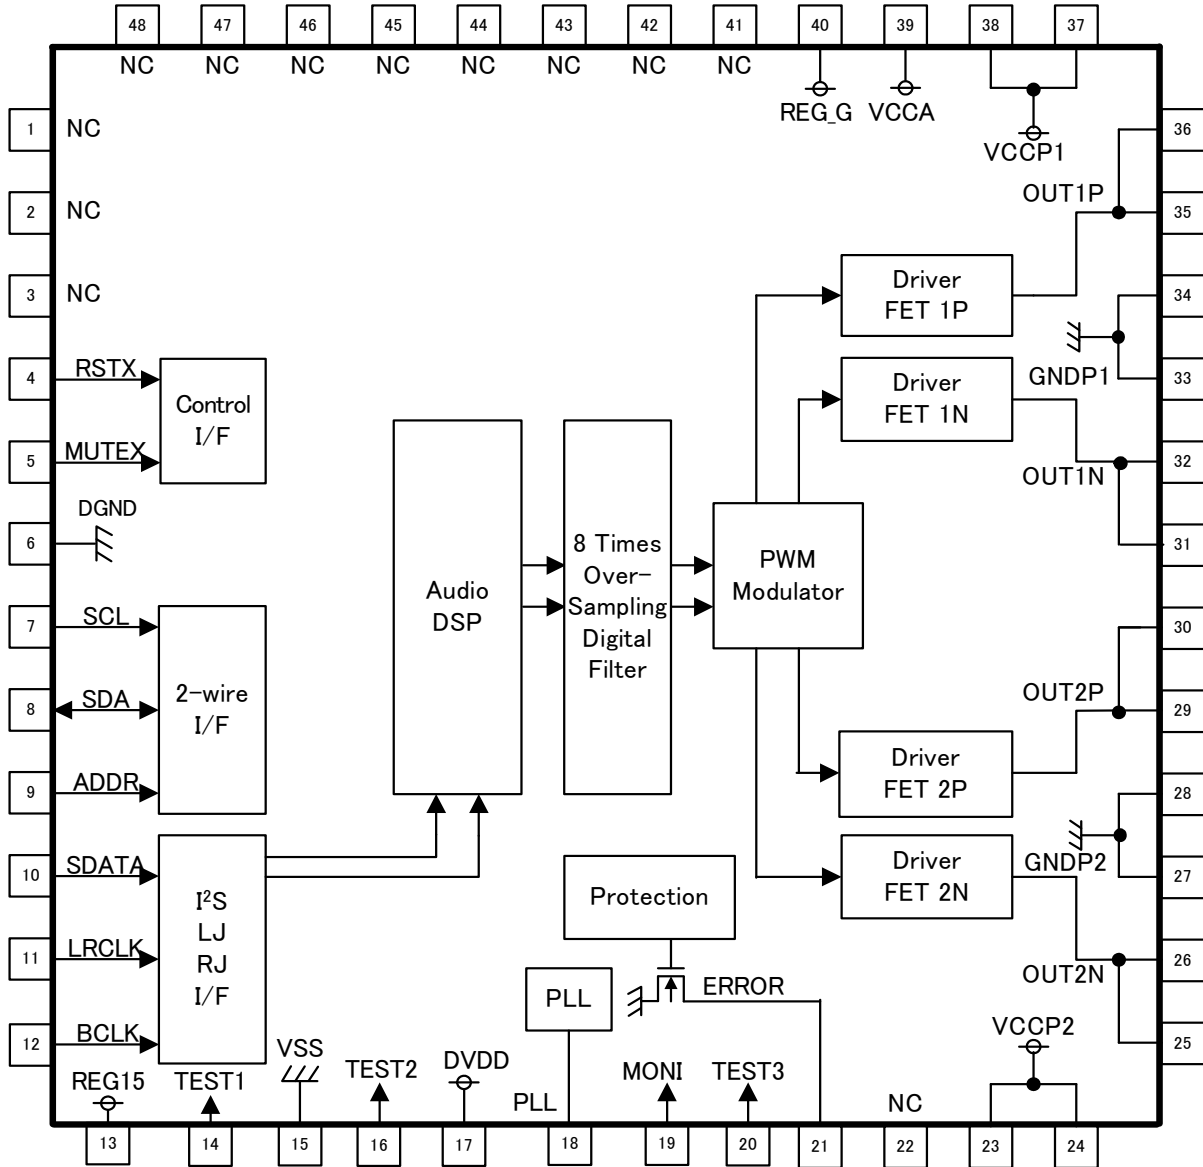 48 47 46 45 44 43 42 41 40 39 38 37
NC NC NC NC NC NC NC NC
REG_G VCCA
VCCP1
1 NC
36
OUT1P
2 NC
35
3 NC
Driver
FET 1P
34
4 RSTX
Control
I/F
GNDP1
33
Driver
FET 1N
5 MUTEX
32
OUT1N
DGND
6
31
8 Times
Over-
Sampling
Digital
Filter
PWM
Modulator
Audio
DSP
7 SCL
30
2-wire
I/F
8 SDA
OUT2P
29
9 ADDR
Driver
FET 2P
28
10 SDATA
I²S
LJ
RJ
I/F
GNDP2
27
Driver
FET 2N
Protection
11 LRCLK
26
OUT2N
PLL
ERROR
12 BCLK
VCCP2
25
REG15 TEST1 VSS TEST2 DVDD PLL MONI TEST3 NC
13 14 15 16 17 18 19 20 21 22 23 24